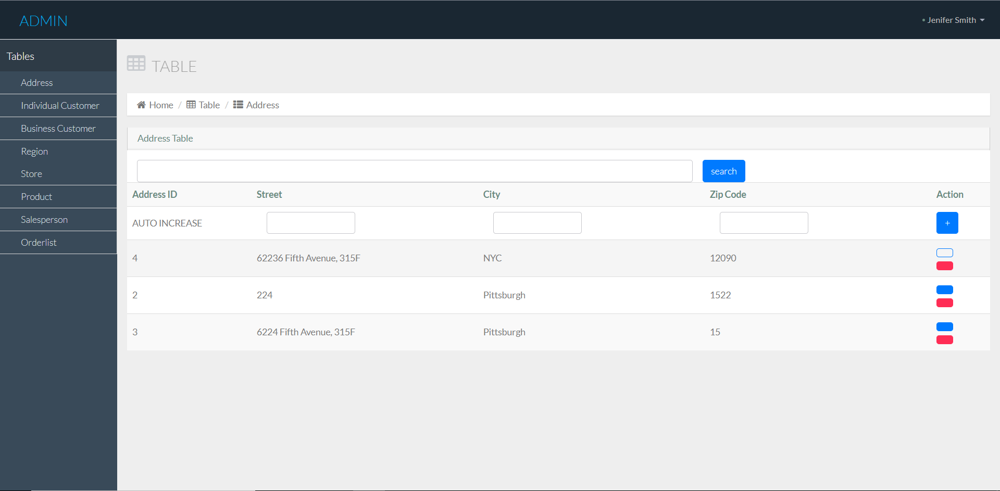 ADMIN
Jenifer Smith
Tables
Address
Individual Customer
Business Customer
Region
Store
Product
Salesperson
Orderlist
TABLE
Home / Table / Address
Address Table
search
Address ID Street City Zip Code Action
AUTO INCREASE +
4 62236 Fifth Avenue, 315F NYC 12090
2 224 Pittsburgh 1522
3 6224 Fifth Avenue, 315F Pittsburgh 15